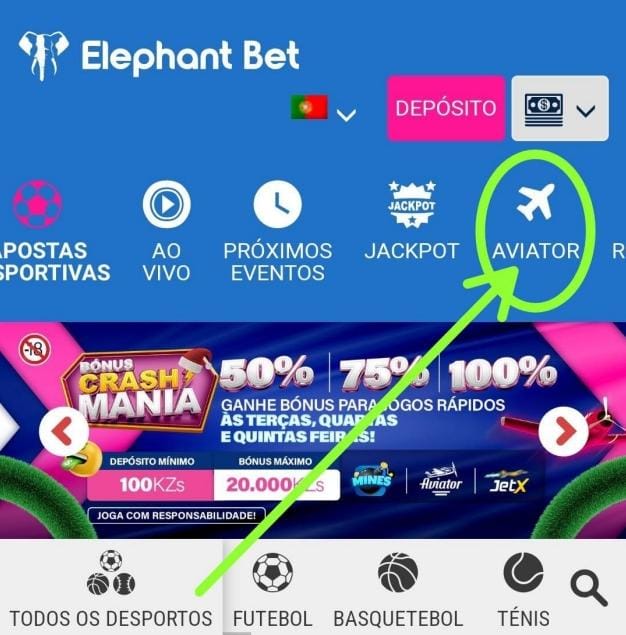 Elephant Bet
DEPÓSITO
APOSTAS
SPORTIVAS
AO
VIVO
PRÓXIMOS
EVENTOS
JACKPOT
JACKPOT
AVIATOR
R
-18
BÓNUS
CRASH
MANIA
50% 75% 100%
GANHE BÓNUS PARA JOGOS RÁPIDOS
ÀS TERÇAS, QUARTAS
E QUINTAS FEIRAS!
DEPÓSITO MÍNIMO
100KZs
BÓNUS MÁXIMO
20.000KZs
MINES
Aviator
JetX
JOGA COM RESPONSABILIDADE!
TODOS OS DESPORTOS
FUTEBOL
BASQUETEBOL
TÉNIS